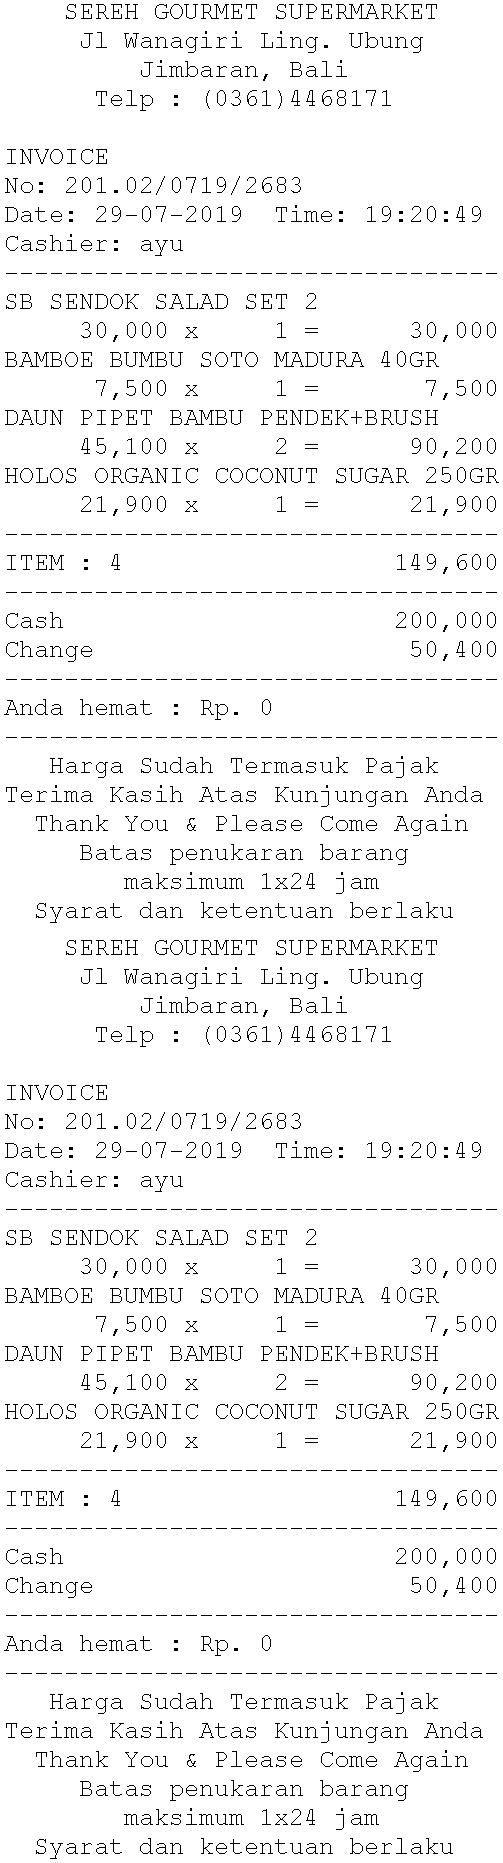 SEREH GOURMET SUPERMARKET
Jl Wanagiri Ling. Ubung
Jimbaran, Bali
Telp : (0361)4468171
INVOICE
No: 201.02/0719/2683
Date: 29-07-2019  Time: 19:20:49
Cashier: ayu
---------------------------------
SB SENDOK SALAD SET 2
30,000 x     1 =      30,000
BAMBOE BUMBU SOTO MADURA 40GR
7,500 x     1 =       7,500
DAUN PIPET BAMBU PENDEK+BRUSH
45,100 x     2 =      90,200
HOLOS ORGANIC COCONUT SUGAR 250GR
21,900 x     1 =      21,900
---------------------------------
ITEM : 4                  149,600
---------------------------------
Cash                      200,000
Change                     50,400
---------------------------------
Anda hemat : Rp. 0
---------------------------------
Harga Sudah Termasuk Pajak
Terima Kasih Atas Kunjungan Anda
Thank You & Please Come Again
Batas penukaran barang
maksimum 1x24 jam
Syarat dan ketentuan berlaku
SEREH GOURMET SUPERMARKET
Jl Wanagiri Ling. Ubung
Jimbaran, Bali
Telp : (0361)4468171
INVOICE
No: 201.02/0719/2683
Date: 29-07-2019  Time: 19:20:49
Cashier: ayu
---------------------------------
SB SENDOK SALAD SET 2
30,000 x     1 =      30,000
BAMBOE BUMBU SOTO MADURA 40GR
7,500 x     1 =       7,500
DAUN PIPET BAMBU PENDEK+BRUSH
45,100 x     2 =      90,200
HOLOS ORGANIC COCONUT SUGAR 250GR
21,900 x     1 =      21,900
---------------------------------
ITEM : 4                  149,600
---------------------------------
Cash                      200,000
Change                     50,400
---------------------------------
Anda hemat : Rp. 0
---------------------------------
Harga Sudah Termasuk Pajak
Terima Kasih Atas Kunjungan Anda
Thank You & Please Come Again
Batas penukaran barang
maksimum 1x24 jam
Syarat dan ketentuan berlaku